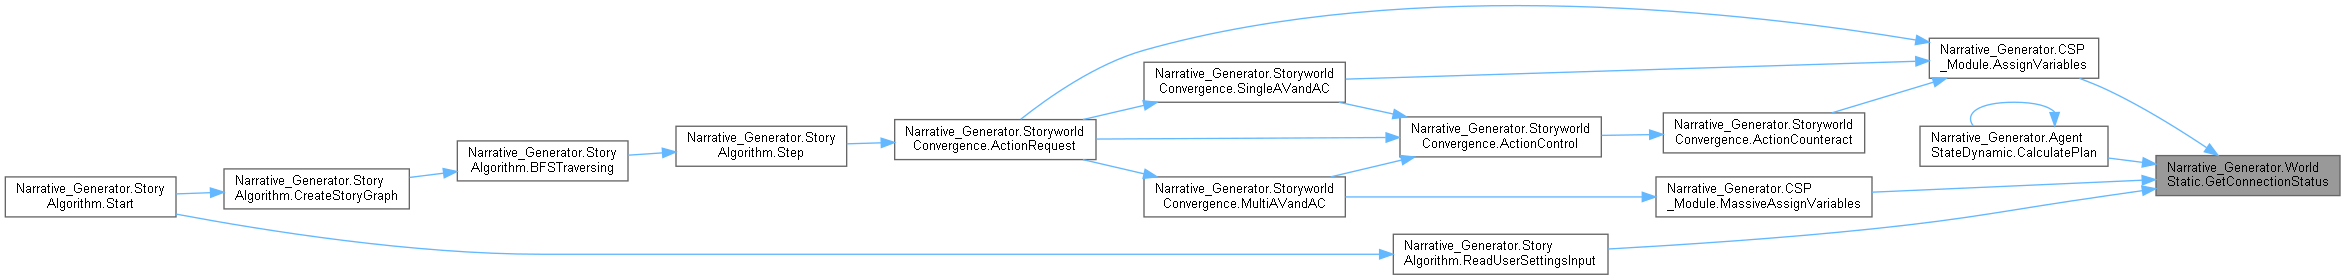 Narrative_Generator.Story
Algorithm.Start
Narrative_Generator.Story
Algorithm.CreateStoryGraph
Narrative_Generator.Story
Algorithm.BFSTraversing
Narrative_Generator.Story
Algorithm.Step
Narrative_Generator.Storyworld
Convergence.ActionRequest
Narrative_Generator.Storyworld
Convergence.SingleAVandAC
Narrative_Generator.Storyworld
Convergence.MultiAVandAC
Narrative_Generator.Storyworld
Convergence.ActionControl
Narrative_Generator.Story
Algorithm.ReadUserSettingsInput
Narrative_Generator.Storyworld
Convergence.ActionCounteract
Narrative_Generator.CSP
_Module.MassiveAssignVariables
Narrative_Generator.CSP
_Module.AssignVariables
Narrative_Generator.Agent
StateDynamic.CalculatePlan
Narrative_Generator.World
Static.GetConnectionStatus